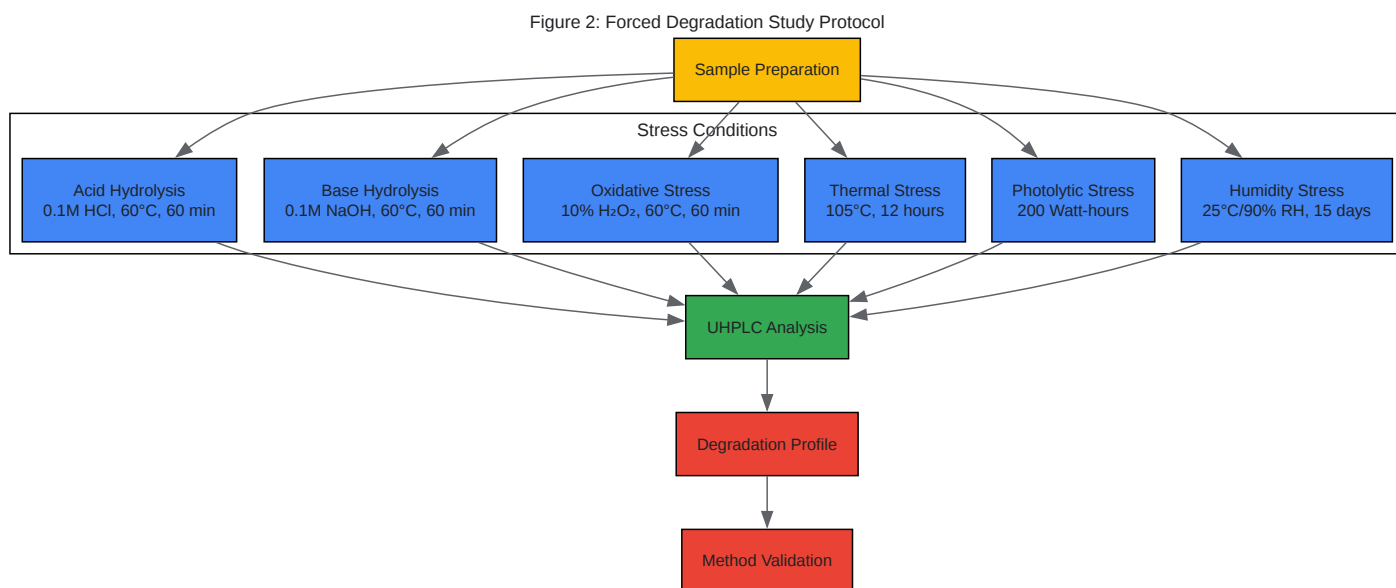 Figure 2: Forced Degradation Study Protocol
Sample Preparation
Stress Conditions
Acid Hydrolysis
0.1M HCl, 60°C, 60 min
Base Hydrolysis
0.1M NaOH, 60°C, 60 min
Oxidative Stress
10% H₂O₂, 60°C, 60 min
Thermal Stress
105°C, 12 hours
Photolytic Stress
200 Watt-hours
Humidity Stress
25°C/90% RH, 15 days
UHPLC Analysis
Degradation Profile
Method Validation